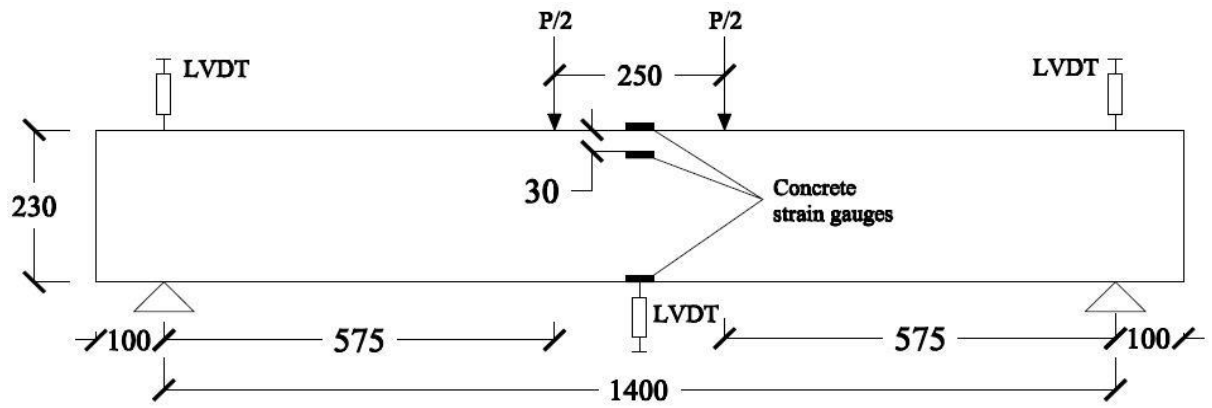 P/2
P/2
LVDT
250
LVDT
30
230
Concrete
strain gauges
LVDT
100
575
575
100
1400